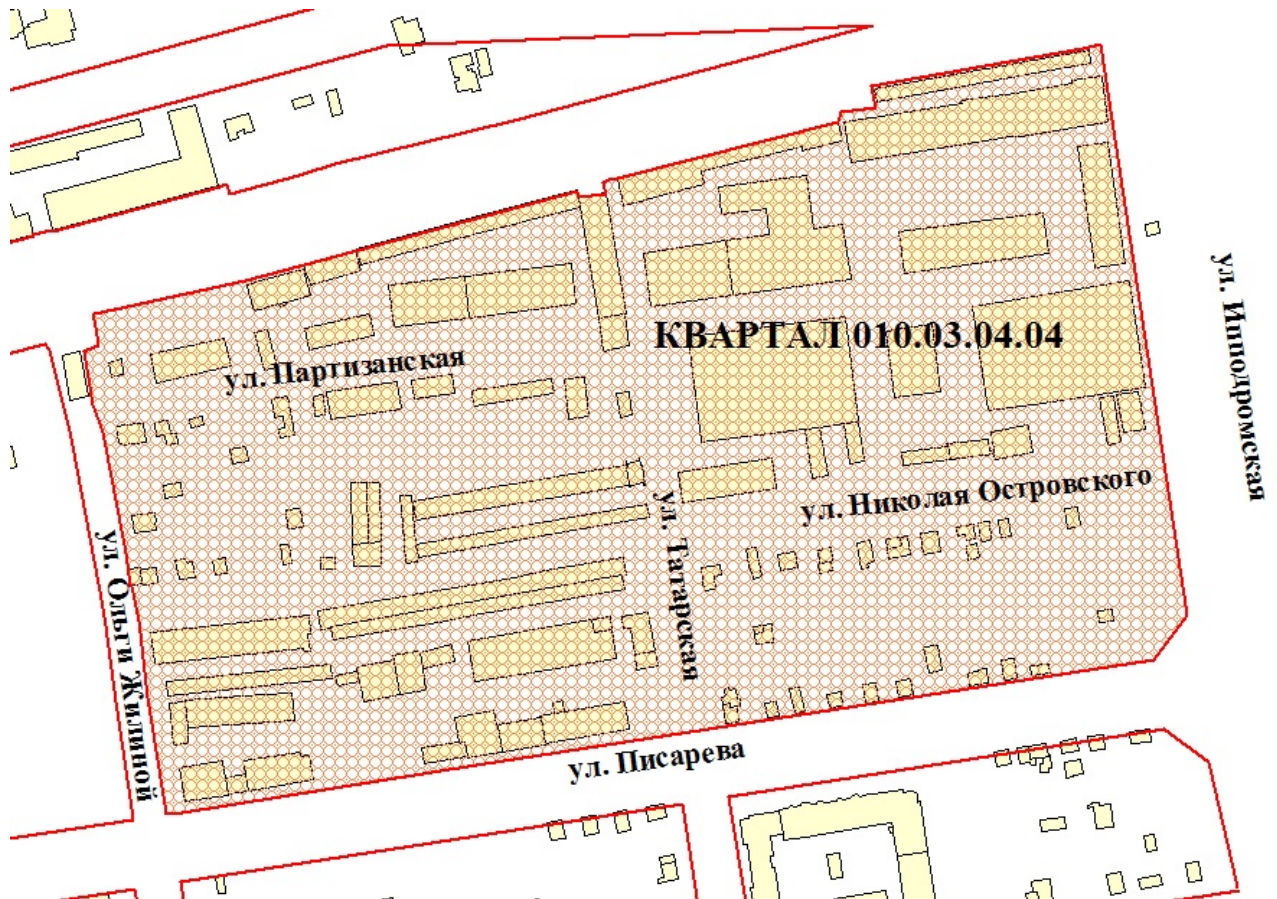 ул. Ипподромская
КВАРТАЛ 010.03.04.04
ул. Партизанская
ул. Николая Островского
ул. Татарская
ул. Ольги Жилиной
ул. Писарева